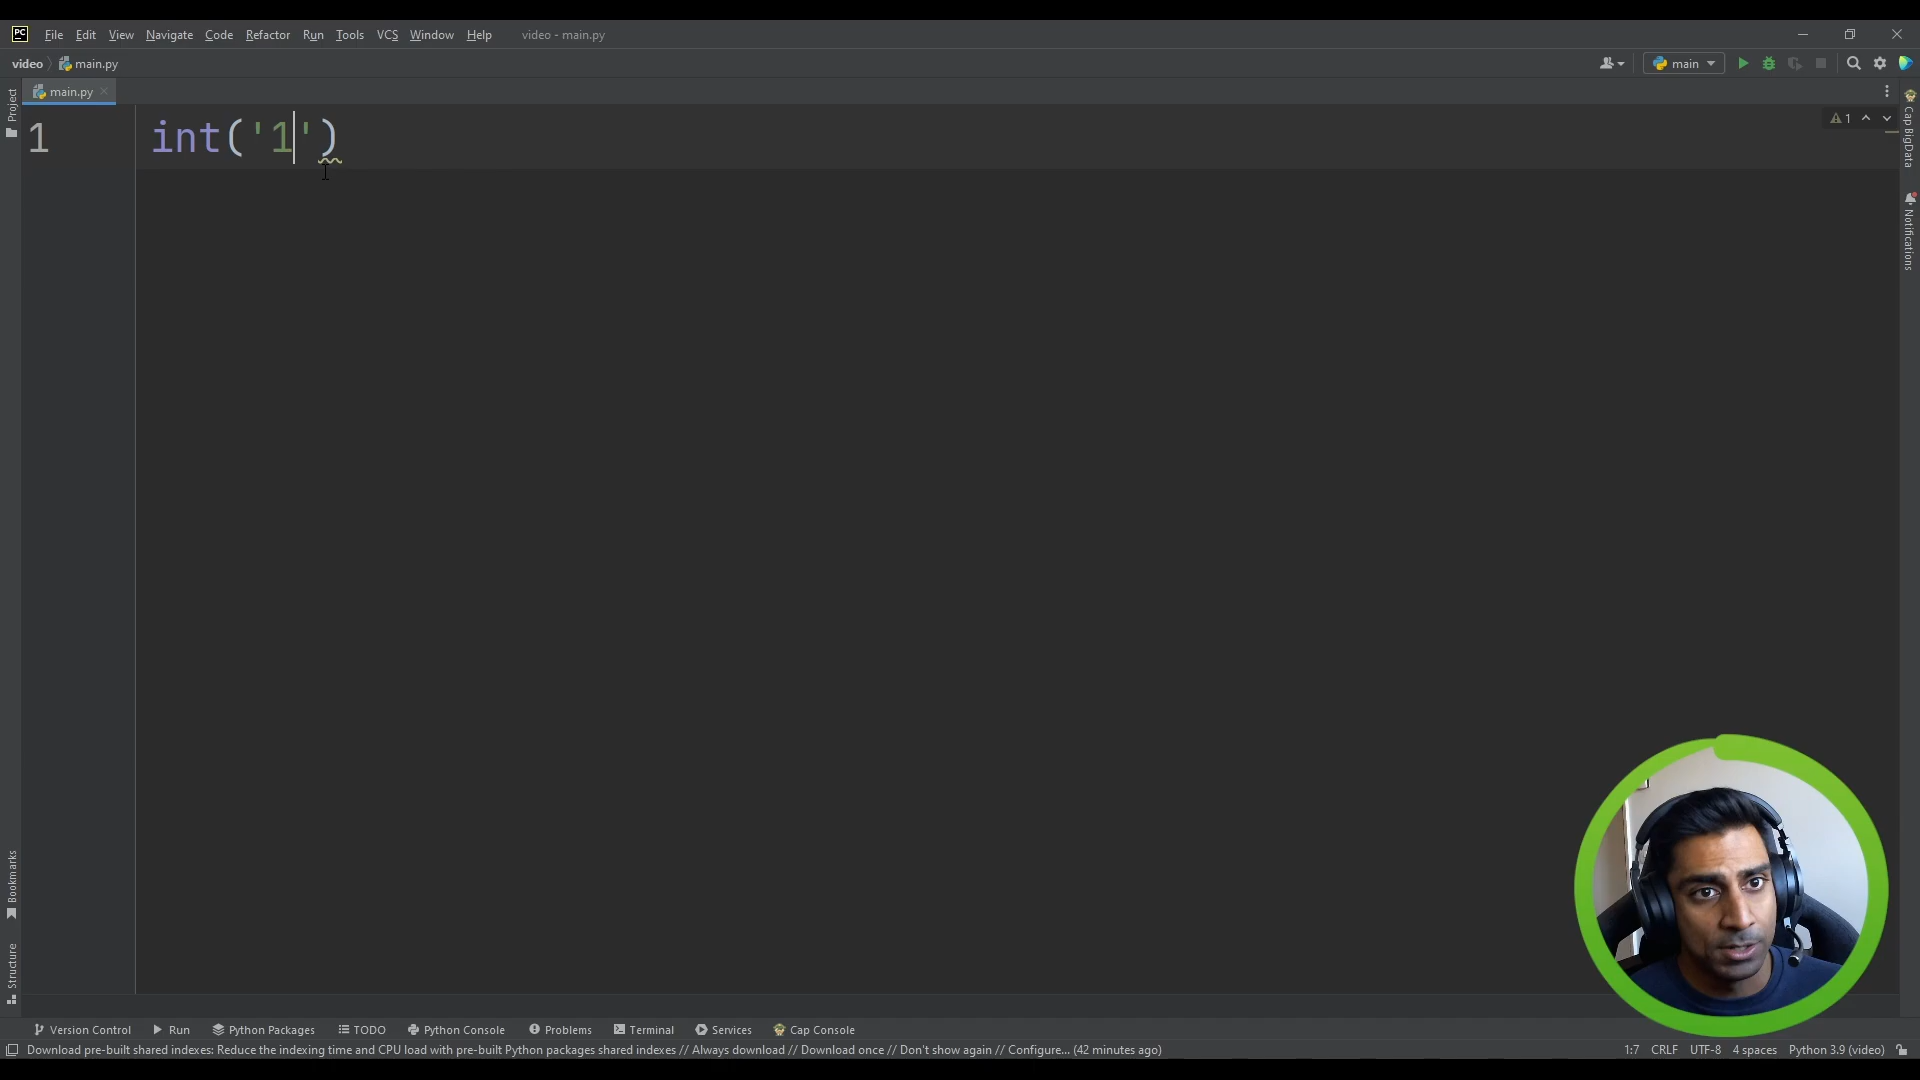 PC File Edit View Navigate Code Refactor Run Tools VCS Window Help video - main.py
video main.py main
main.py
Project
1 int('1')
1
Cap BigData
Notifications
Bookmarks
Structure
Version Control Run Python Packages TODO Python Console Problems Terminal Services Cap Console
Download pre-built shared indexes: Reduce the indexing time and CPU load with pre-built Python packages shared indexes // Always download // Download once // Don't show again // Configure... (42 minutes ago) 1:7 CRLF UTF-8 4 spaces Python 3.9 (video)